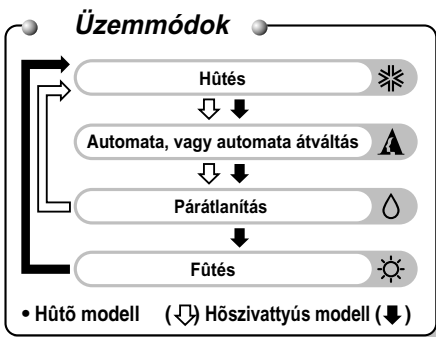 Üzemmódok
Hûtés
Automata, vagy automata átváltás
Párátlanítás
Fûtés
• Hûtõ modell (⇩) Hõszivattyús modell (⬇)